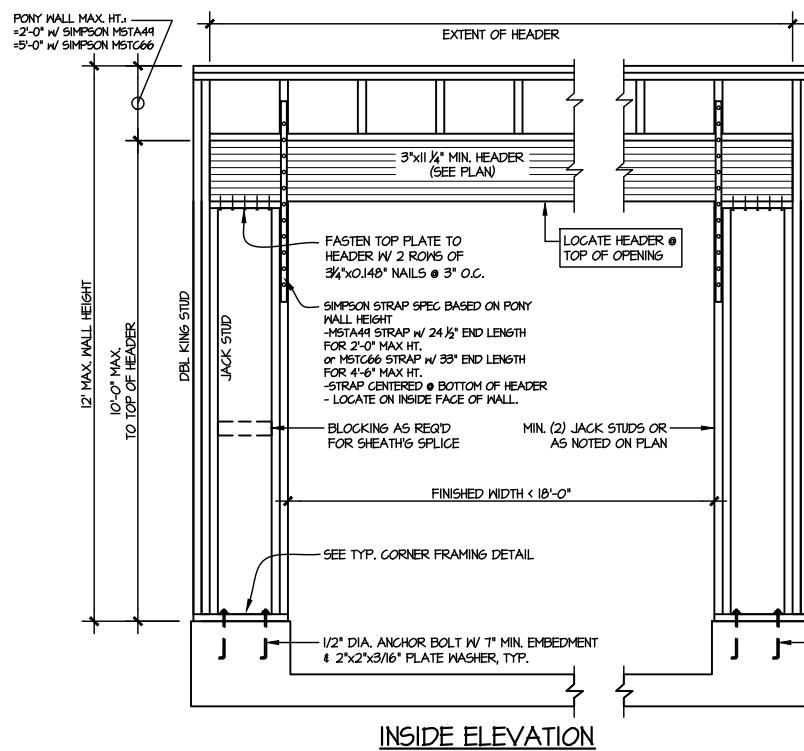 PONY WALL MAX. HT.:
=2'-0" W/ SIMPSON MSTA49
=5'-0" W/ SIMPSON MSTC66
EXTENT OF HEADER
3"x11 1/4" MIN. HEADER
(SEE PLAN)
FASTEN TOP PLATE TO
HEADER W/ 2 ROWS OF
3 1/4"x0.148" NAILS @ 3" O.C.
LOCATE HEADER @
TOP OF OPENING
SIMPSON STRAP SPEC BASED ON PONY
WALL HEIGHT
-MSTA49 STRAP W/ 24 1/2" END LENGTH
FOR 2'-0" MAX HT.
or MSTC66 STRAP W/ 33" END LENGTH
FOR 4'-6" MAX HT.
-STRAP CENTERED @ BOTTOM OF HEADER
- LOCATE ON INSIDE FACE OF WALL.
12' MAX. WALL HEIGHT
10'-0" MAX.
TO TOP OF HEADER
DBL KING STUD
JACK STUD
BLOCKING AS REQ'D
FOR SHEATH'G SPLICE
MIN. (2) JACK STUDS OR
AS NOTED ON PLAN
FINISHED WIDTH < 18'-0"
SEE TYP. CORNER FRAMING DETAIL
1/2" DIA. ANCHOR BOLT W/ 7" MIN. EMBEDMENT
& 2"x2"x3/16" PLATE WASHER, TYP.
INSIDE ELEVATION